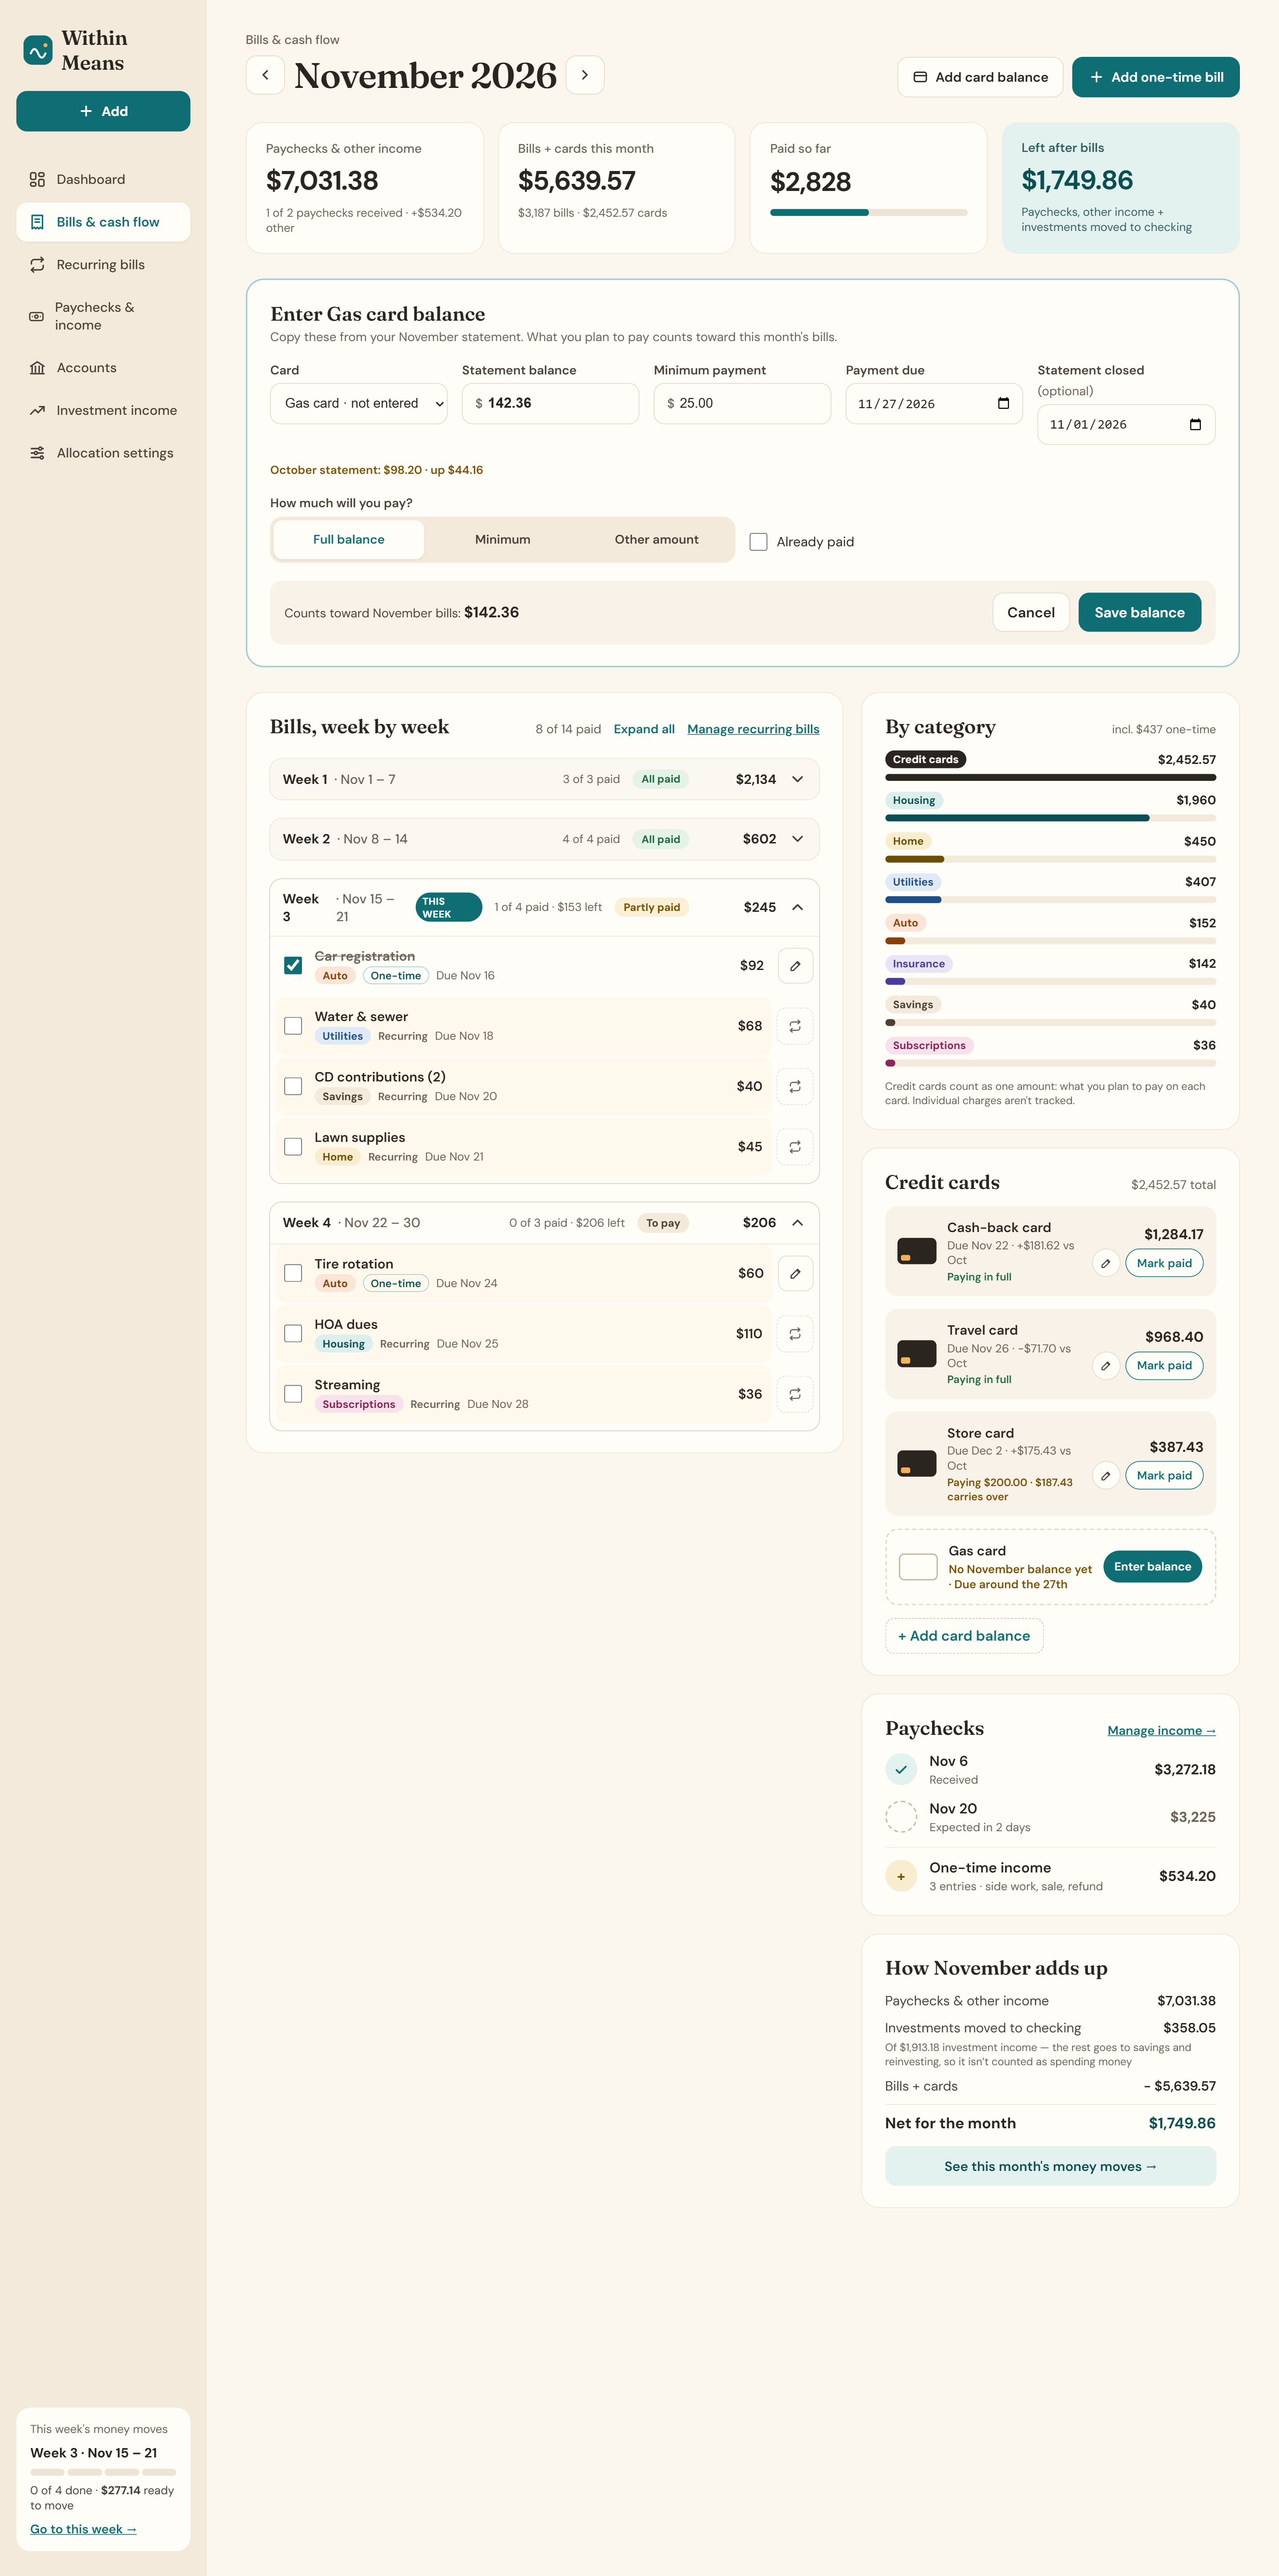 Within
Means
+ Add
Dashboard
Bills & cash flow
Recurring bills
Paychecks &
income
Accounts
Investment income
Allocation settings
This week's money moves
Week 3 · Nov 15 – 21
0 of 4 done · $277.14 ready
to move
Go to this week →
Bills & cash flow
November 2026
Add card balance
+ Add one-time bill
Paychecks & other income
$7,031.38
1 of 2 paychecks received · +$534.20
other
Bills + cards this month
$5,639.57
$3,187 bills · $2,452.57 cards
Paid so far
$2,828
Left after bills
$1,749.86
Paychecks, other income +
investments moved to checking
Enter Gas card balance
Copy these from your November statement. What you plan to pay counts toward this month's bills.
Card
Gas card · not entered
Statement balance
$ 142.36
Minimum payment
$ 25.00
Payment due
11/27/2026
Statement closed
(optional)
11/01/2026
October statement: $98.20 · up $44.16
How much will you pay?
Full balance
Minimum
Other amount
Already paid
Counts toward November bills: $142.36
Cancel
Save balance
Bills, week by week
8 of 14 paid
Expand all
Manage recurring bills
Week 1 · Nov 1 – 7
3 of 3 paid
All paid
$2,134
Week 2 · Nov 8 – 14
4 of 4 paid
All paid
$602
Week
3
· Nov 15 –
21
THIS
WEEK
1 of 4 paid · $153 left
Partly paid
$245
Car registration
$92
Auto One-time Due Nov 16
Water & sewer
$68
Utilities Recurring Due Nov 18
CD contributions (2)
$40
Savings Recurring Due Nov 20
Lawn supplies
$45
Home Recurring Due Nov 21
Week 4 · Nov 22 – 30
0 of 3 paid · $206 left
To pay
$206
Tire rotation
$60
Auto One-time Due Nov 24
HOA dues
$110
Housing Recurring Due Nov 25
Streaming
$36
Subscriptions Recurring Due Nov 28
By category
incl. $437 one-time
Credit cards $2,452.57
Housing $1,960
Home $450
Utilities $407
Auto $152
Insurance $142
Savings $40
Subscriptions $36
Credit cards count as one amount: what you plan to pay on each
card. Individual charges aren't tracked.
Credit cards
$2,452.57 total
Cash-back card
Due Nov 22 · +$181.62 vs
Oct
Paying in full
$1,284.17
Mark paid
Travel card
Due Nov 26 · -$71.70 vs
Oct
Paying in full
$968.40
Mark paid
Store card
Due Dec 2 · +$175.43 vs
Oct
Paying $200.00 · $187.43
carries over
$387.43
Mark paid
Gas card
No November balance yet
· Due around the 27th
Enter balance
+ Add card balance
Paychecks
Manage income →
Nov 6
Received
$3,272.18
Nov 20
Expected in 2 days
$3,225
+
One-time income
3 entries · side work, sale, refund
$534.20
How November adds up
Paychecks & other income $7,031.38
Investments moved to checking $358.05
Of $1,913.18 investment income — the rest goes to savings and
reinvesting, so it isn't counted as spending money
Bills + cards - $5,639.57
Net for the month $1,749.86
See this month's money moves →